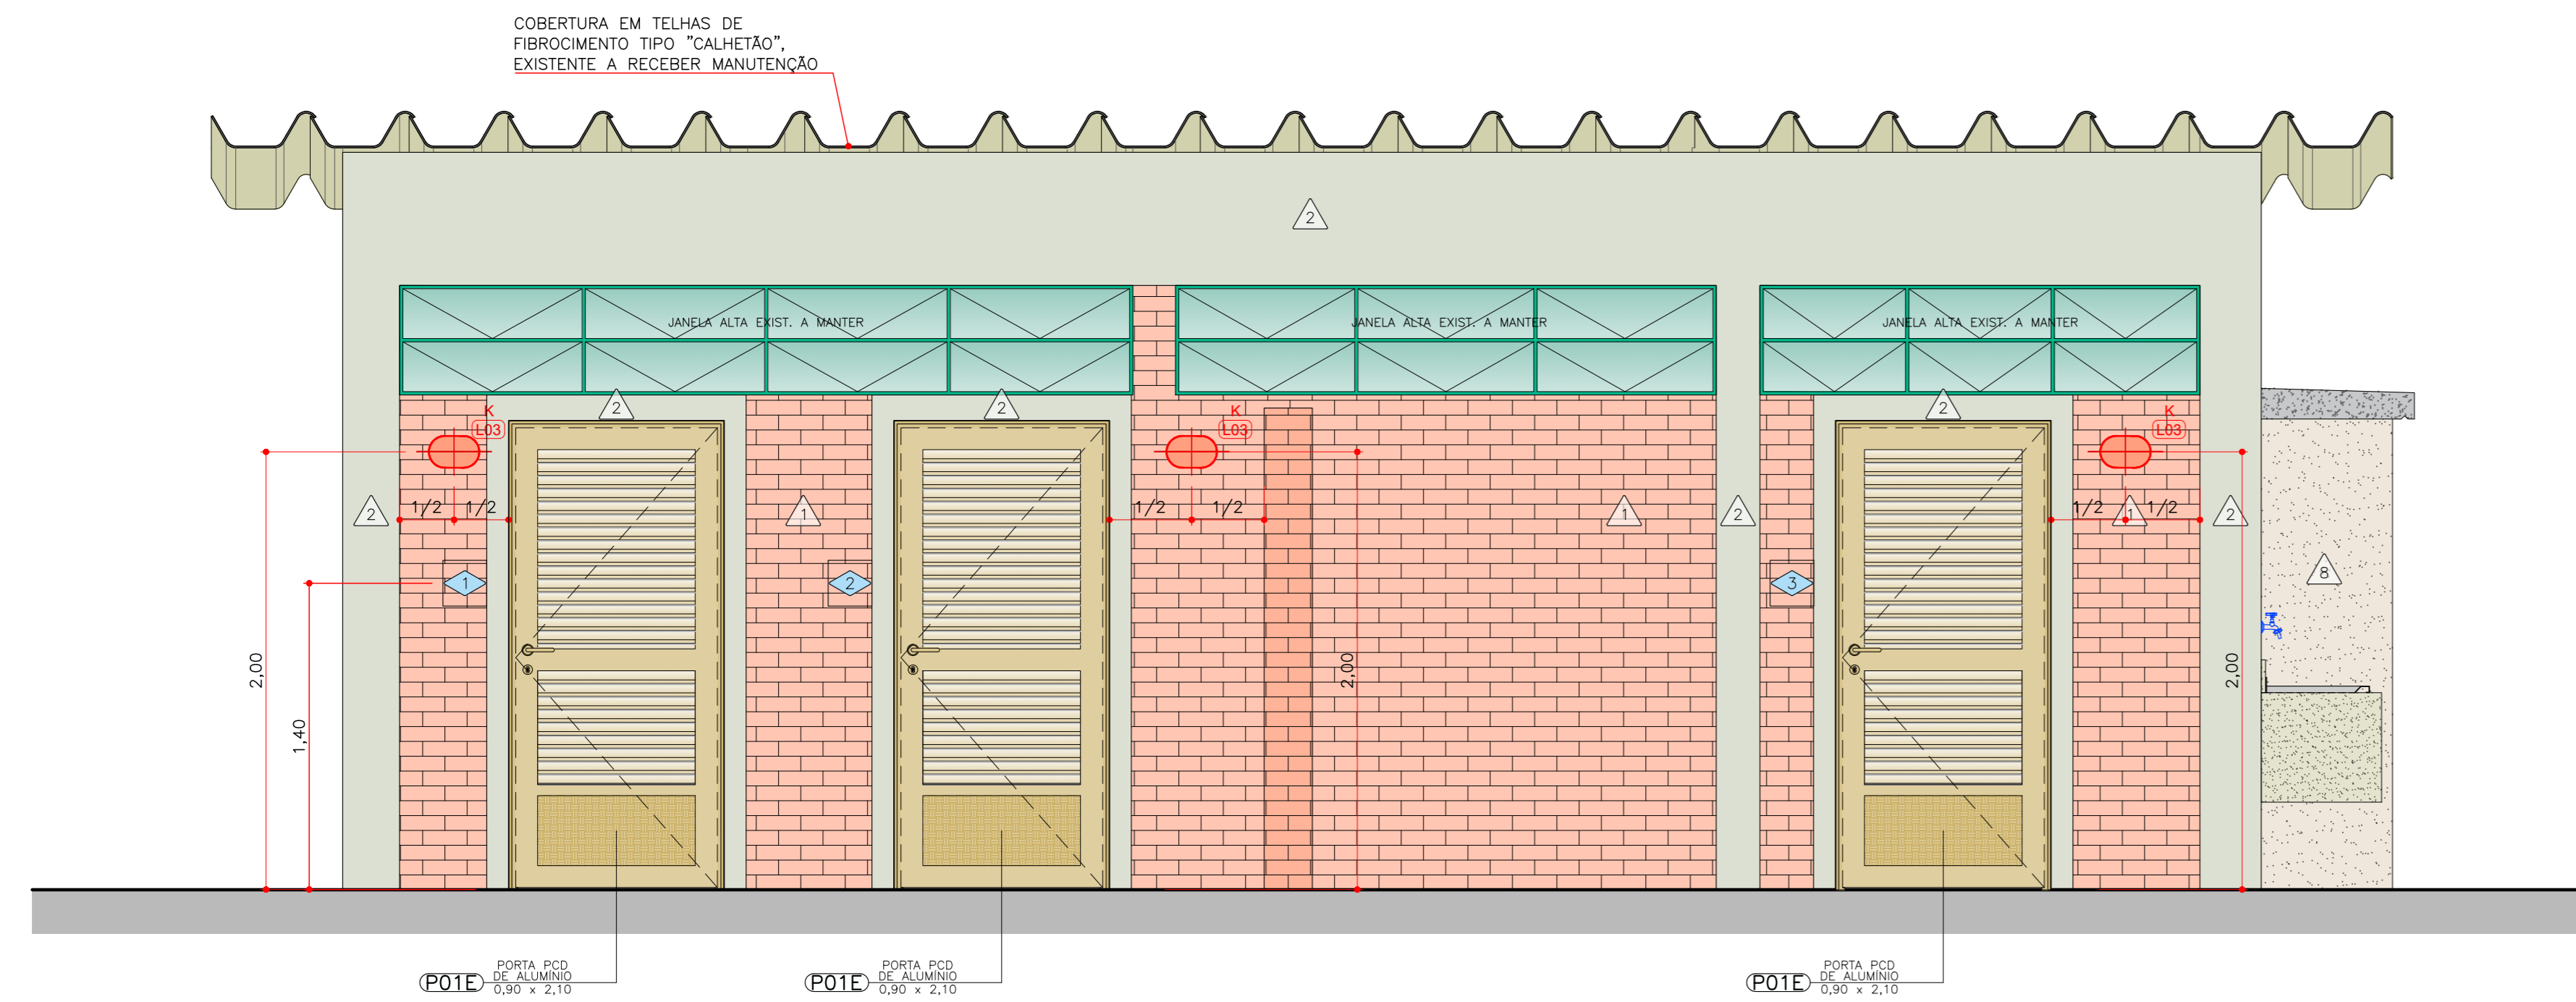 COBERTURA EM TELHAS DE
FIBROCIMENTO TIPO "CALHETÃO",
EXISTENTE A RECEBER MANUTENÇÃO
2
JANELA ALTA EXIST. A MANTER
JANELA ALTA EXIST. A MANTER
JANELA ALTA EXIST. A MANTER
2
2
2
K
L03
K
L03
K
L03
2
1/2
1/2
1
1/2
1/2
1
2
1/2
1
1/2
2
1
2
3
8
2,00
1,40
2,00
2,00
P01E
PORTA PCD
DE ALUMÍNIO
0,90 x 2,10
P01E
PORTA PCD
DE ALUMÍNIO
0,90 x 2,10
P01E
PORTA PCD
DE ALUMÍNIO
0,90 x 2,10